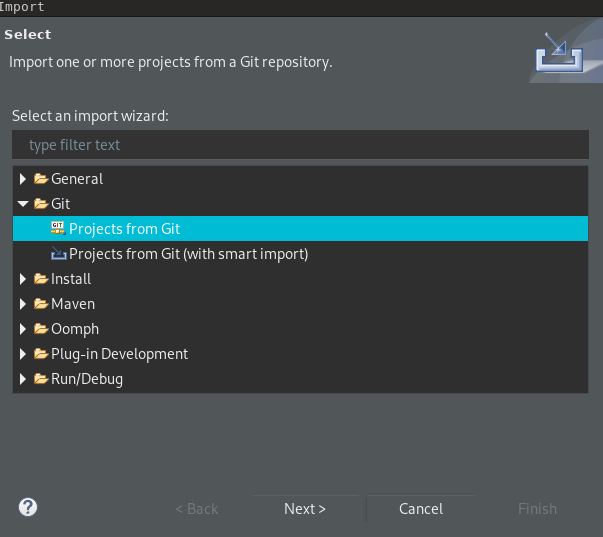 Import
Select
Import one or more projects from a Git repository.
Select an import wizard:
type filter text
General
Git
GIT Projects from Git
Projects from Git (with smart import)
Install
Maven
Oomph
Plug-in Development
Run/Debug
? < Back Next > Cancel Finish